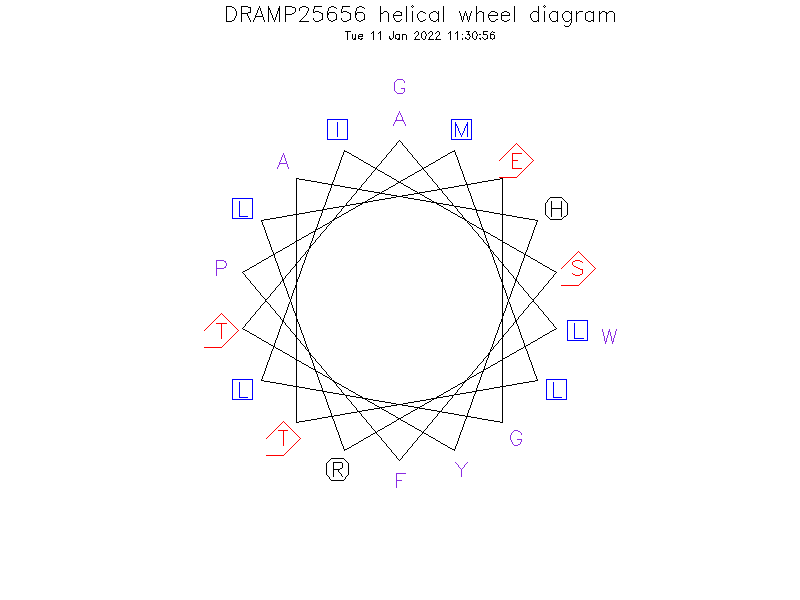 DRAMP25656 helical wheel diagram
Tue 11 Jan 2022 11:30:56
G
I A M
A E
L H
P S
T L W
L L
T G
R F Y